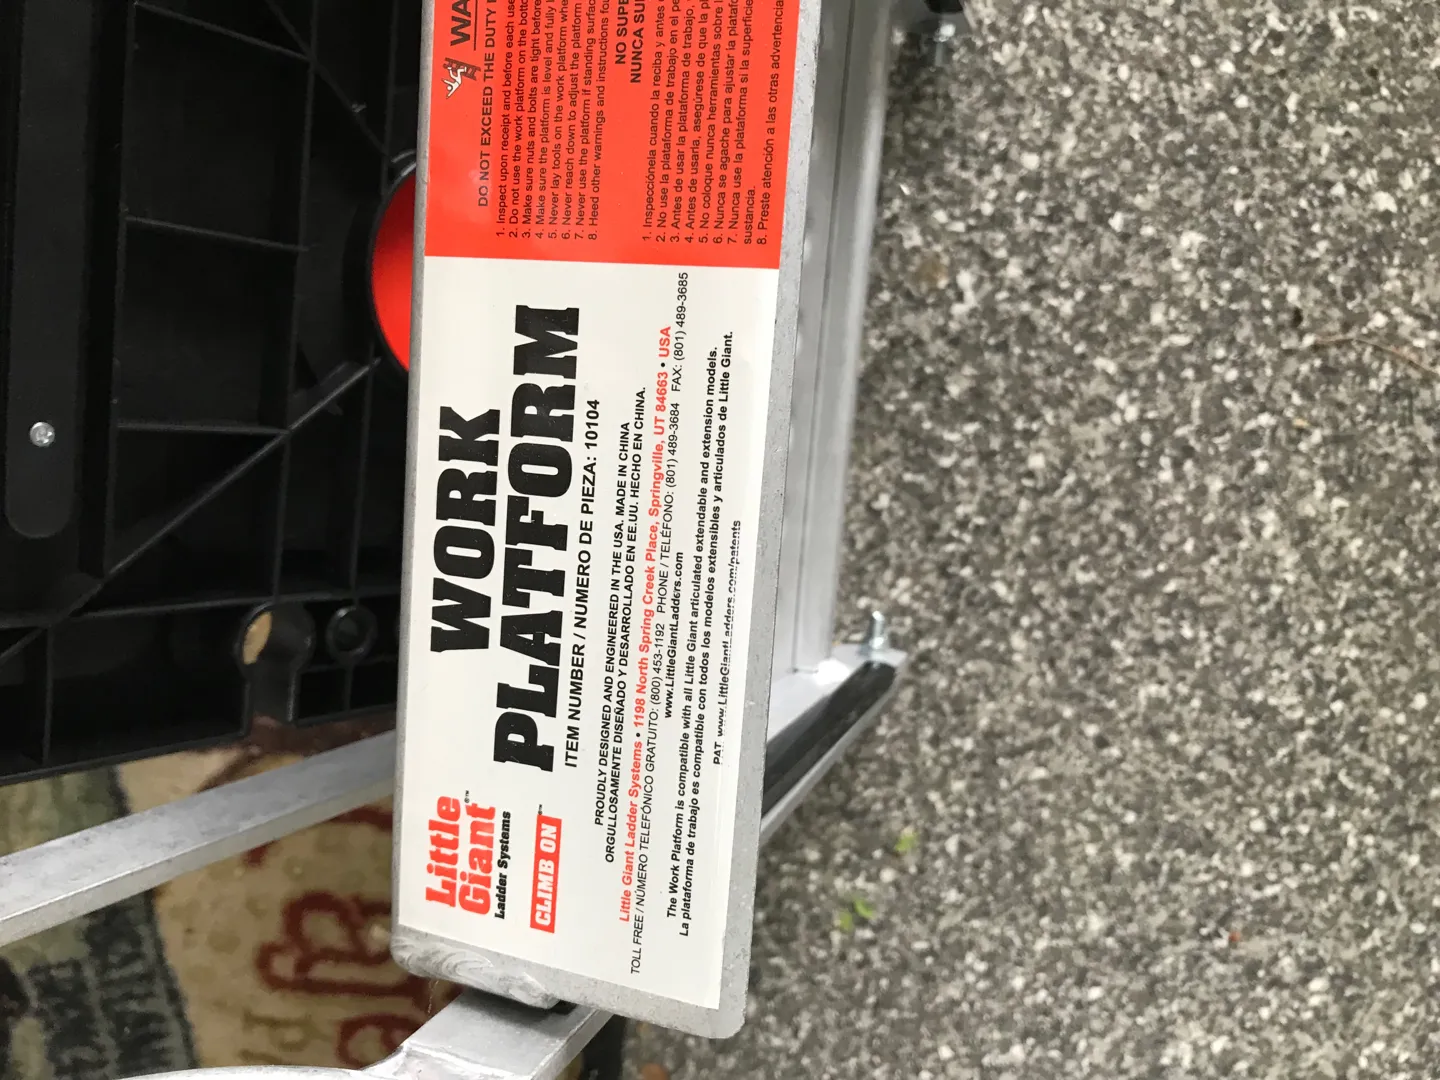 Little
Giant®™
Ladder Systems
CLIMB ON™
WORK
PLATFORM
ITEM NUMBER / NUMERO DE PIEZA: 10104
PROUDLY DESIGNED AND ENGINEERED IN THE USA. MADE IN CHINA
ORGULLOSAMENTE DISEÑADO Y DESARROLLADO EN EE.UU. HECHO EN CHINA.
Little Giant Ladder Systems • 1198 North Spring Creek Place, Springville, UT 84663 • USA
TOLL FREE / NÚMERO TELEFÓNICO GRATUITO: (800) 453-1192 PHONE / TELÉFONO: (801) 489-3684 FAX: (801) 489-3685
www.LittleGiantLadders.com
The Work Platform is compatible with all Little Giant articulated extendable and extension models.
La plataforma de trabajo es compatible con todos los modelos extensibles y articulados de Little Giant.
PAT. www.LittleGiantLadders.com/patents
WA
DO NOT EXCEED THE DUTY
1. Inspect upon receipt and before each use
2. Do not use the work platform on the
3. Make sure nuts and bolts are tight before
4. Make sure the platform is level and fully
5. Never lay tools on the work platform
6. Never reach down to adjust the platform
7. Never use the platform if standing
8. Heed other warnings and instructions
NO SUPE
NUNCA SU
1. Inspecciónela cuando la reciba y antes
2. No use la plataforma de trabajo en el
3. Antes de usar la plataforma de trabajo,
4. Antes de usarla, asegúrese de que la
5. No coloque nunca herramientas sobre
6. Nunca se agache para ajustar la
7. Nunca use la plataforma si la superficie
sustancia.
8. Preste atención a las otras